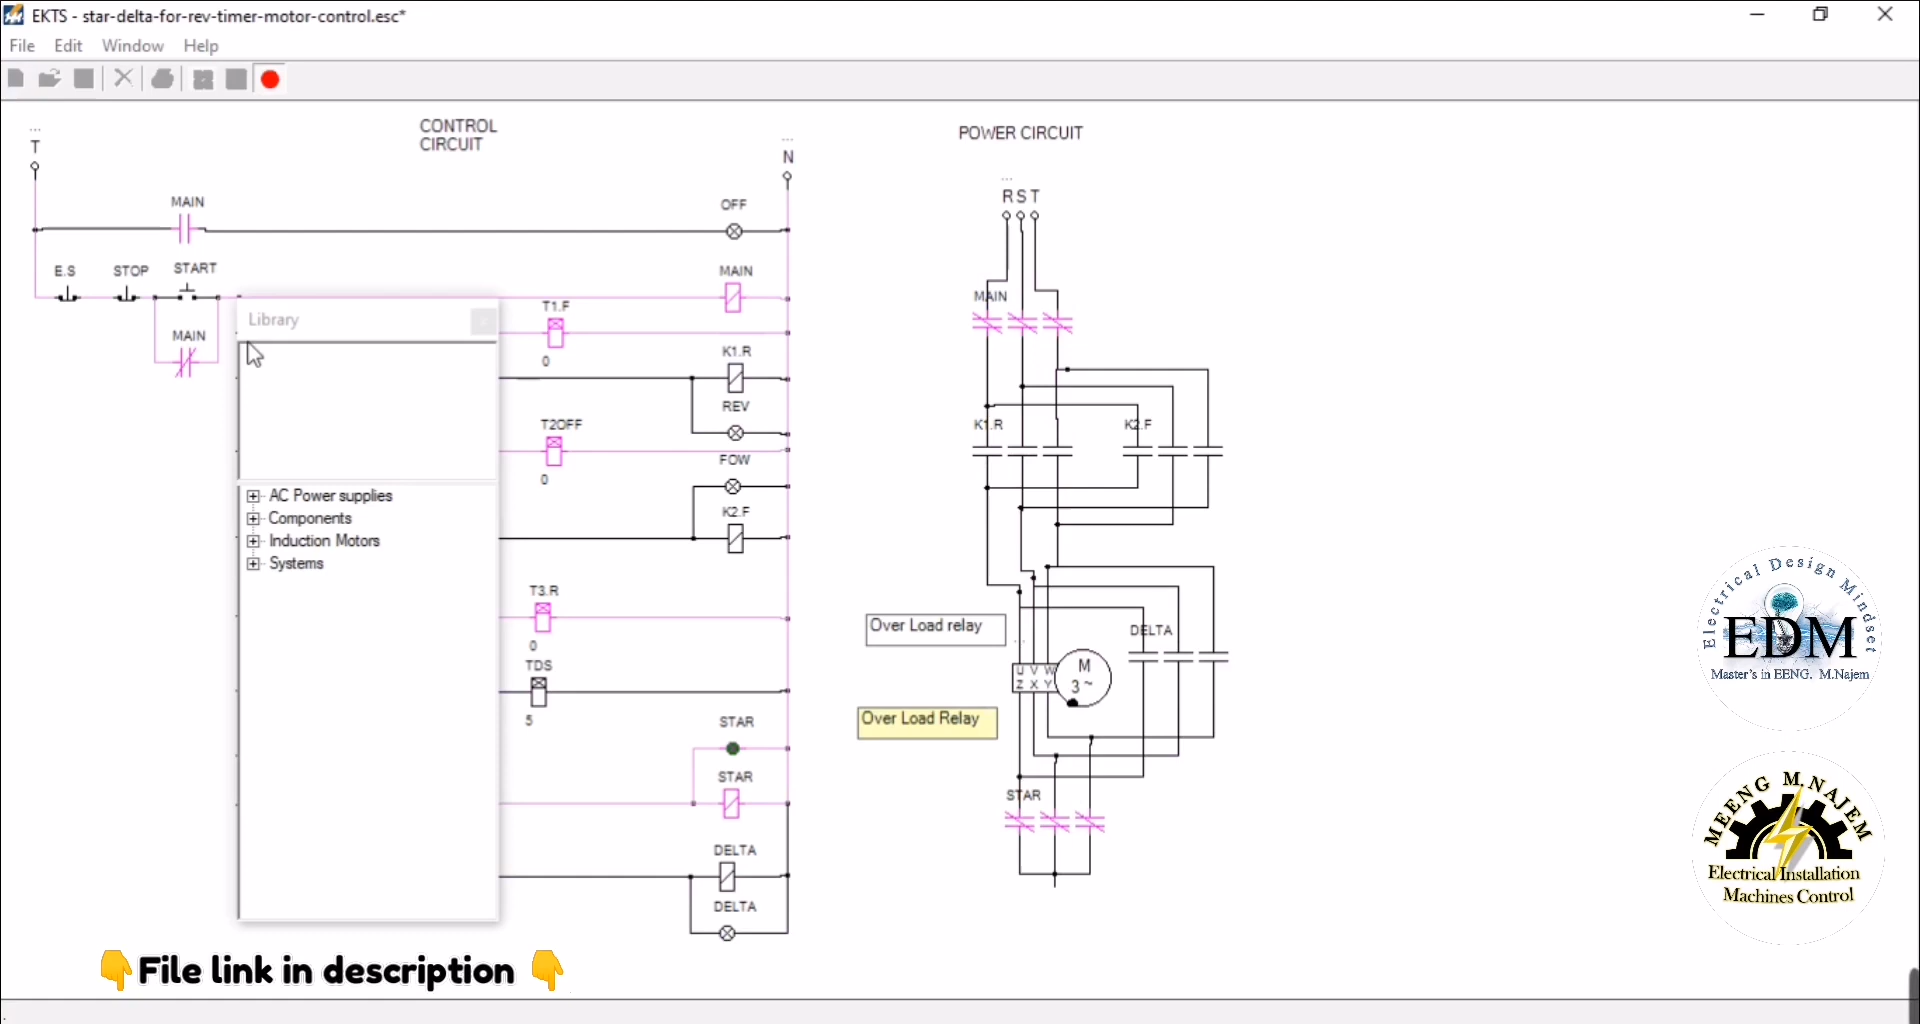 EKTS - star-delta-for-rev-timer-motor-control.esc*
File Edit Window Help
CONTROL
CIRCUIT
POWER CIRCUIT
...
T
...
N
...
R S T
MAIN
OFF
E.S
STOP
START
MAIN
MAIN
Library
AC Power supplies
Components
Induction Motors
Systems
T1.F
0
K1.R
REV
T2OFF
0
FOW
K2.F
T3.R
0
TDS
5
STAR
STAR
DELTA
DELTA
MAIN
K1.R
K2.F
Over Load relay
...
DELTA
U V W
Z X Y
M
3 ~
Over Load Relay
STAR
Electrical Design Mindset
EDM
Master's in EENG. M.Najem
MEENG M.NAJEM
Electrical Installation
Machines Control
👇File link in description 👇